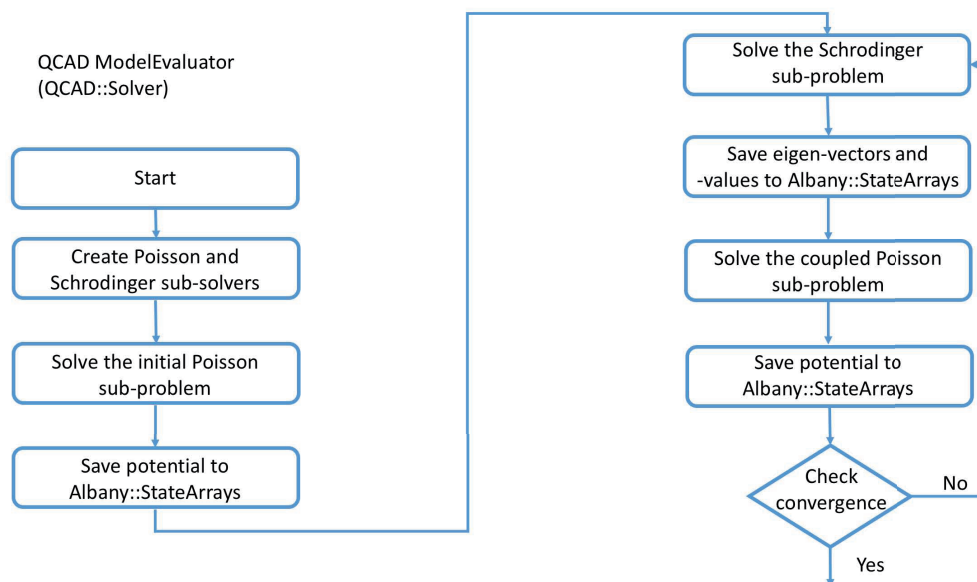 QCAD ModelEvaluator
(QCAD::Solver)
Start
Create Poisson and
Schrodinger sub-solvers
Solve the initial Poisson
sub-problem
Save potential to
Albany::StateArrays
Solve the Schrodinger
sub-problem
Save eigen-vectors and
-values to Albany::StateArrays
Solve the coupled Poisson
sub-problem
Save potential to
Albany::StateArrays
Check
convergence
No
Yes